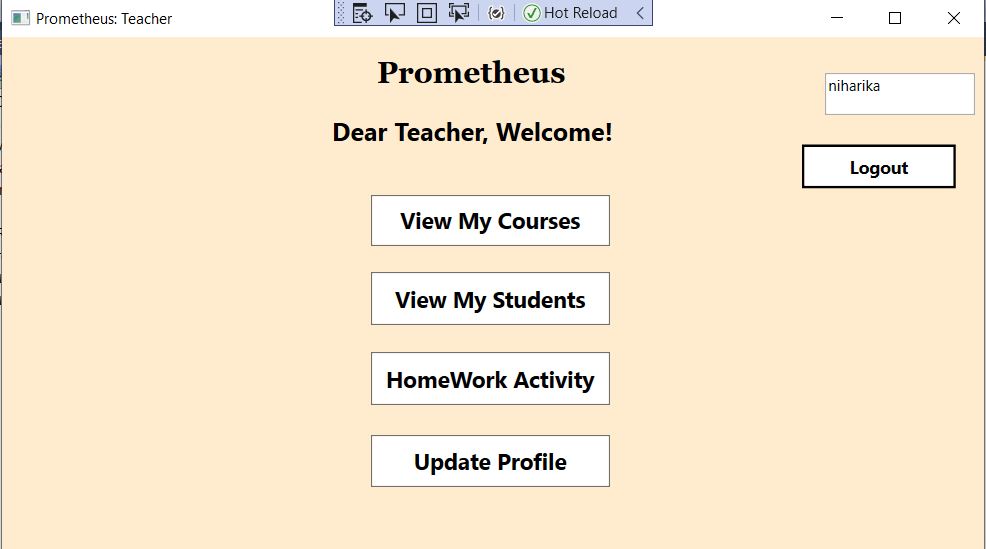 Prometheus: Teacher
Hot Reload
Prometheus
niharika
Dear Teacher, Welcome!
Logout
View My Courses
View My Students
HomeWork Activity
Update Profile